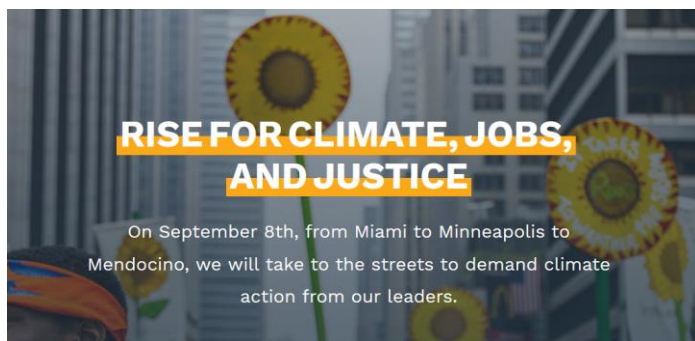 RISE FOR CLIMATE, JOBS,
AND JUSTICE
On September 8th, from Miami to Minneapolis to
Mendocino, we will take to the streets to demand climate
action from our leaders.